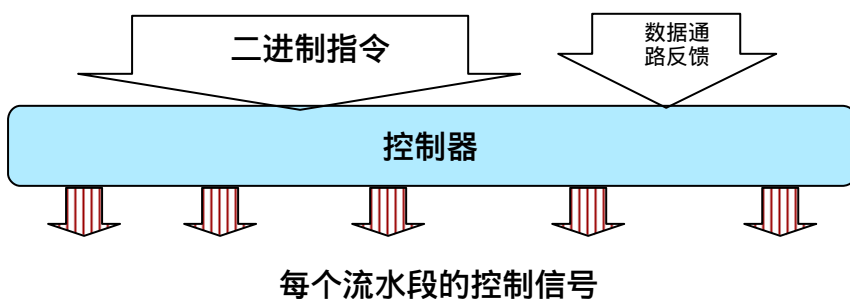 二进制指令
数据通
路反馈
控制器
每个流水段的控制信号